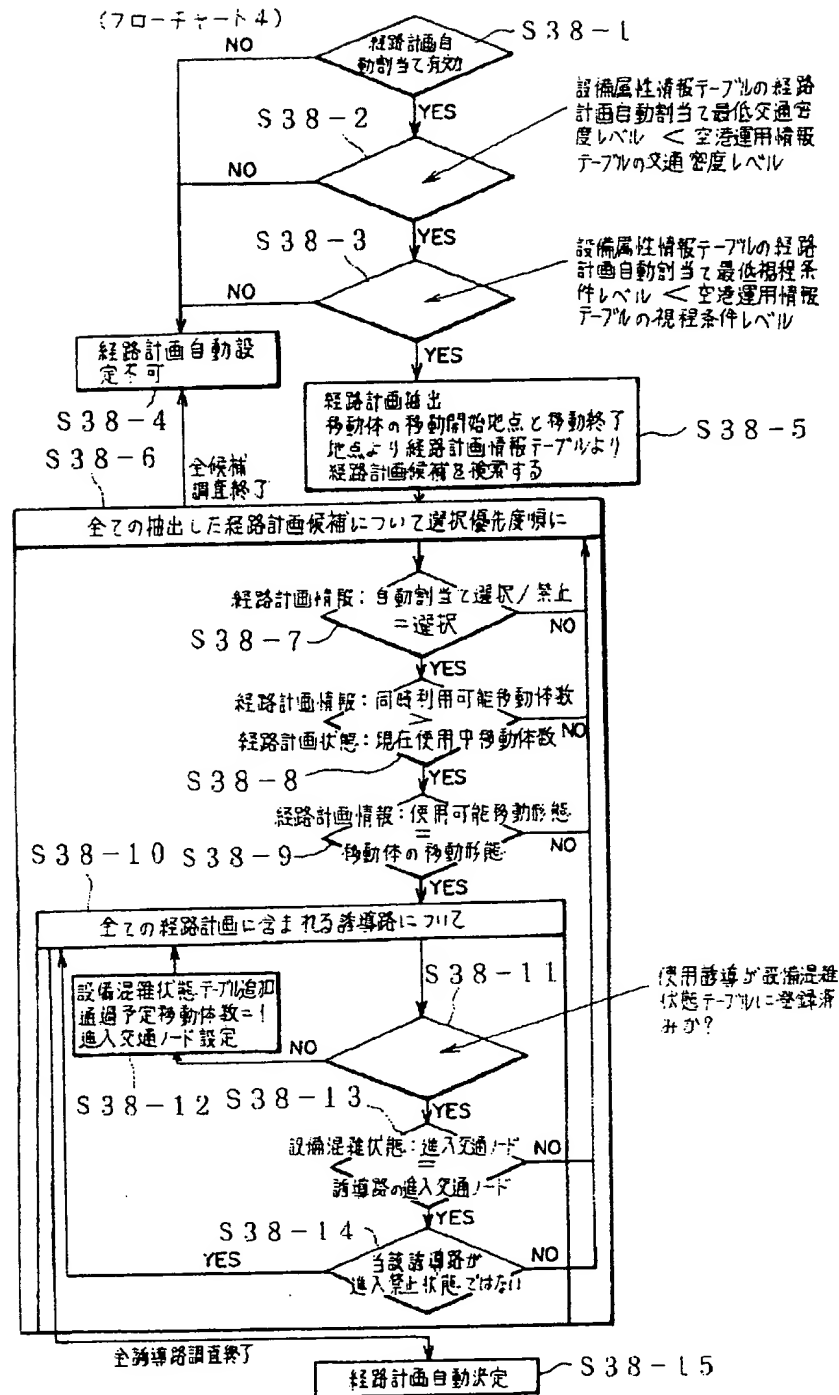 (フローチャート4)
NO
経路計画自
動割当て有効
S38-1
YES
設備属性情報テーブルの経路
計画自動割当て最低交通密
度レベル < 空港運用情報
テーブルの交通密度レベル
S38-2
NO
YES
S38-3
設備属性情報テーブルの経路
計画自動割当て最低視程条
件レベル < 空港運用情報
テーブルの視程条件レベル
NO
YES
経路計画自動設
定不可
S38-4
経路計画抽出
移動体の移動開始地点と移動終了
地点より経路計画情報テーブルより
経路計画候補を検索する
S38-5
S38-6
全候補
調査終了
全ての抽出した経路計画候補について選択優先度順に
経路計画情報:自動割当て選択/禁止
=選択
NO
S38-7
YES
経路計画情報:同時利用可能移動体数
>
経路計画状態:現在使用中移動体数
NO
S38-8
YES
経路計画情報:使用可能移動形態
=
移動体の移動形態
NO
S38-10
S38-9
YES
全ての経路計画に含まれる誘導路について
設備混雑状態テーブル追加
通過予定移動体数=1
進入交通ノード設定
S38-11
使用誘導が設備混雑
状態テーブルに登録済
みか?
NO
S38-12
S38-13
YES
設備混雑状態:進入交通ノード
=
誘導路の進入交通ノード
NO
YES
S38-14
当該誘導路が
進入禁止状態ではない
YES
NO
全誘導路調査終了
経路計画自動決定
S38-15